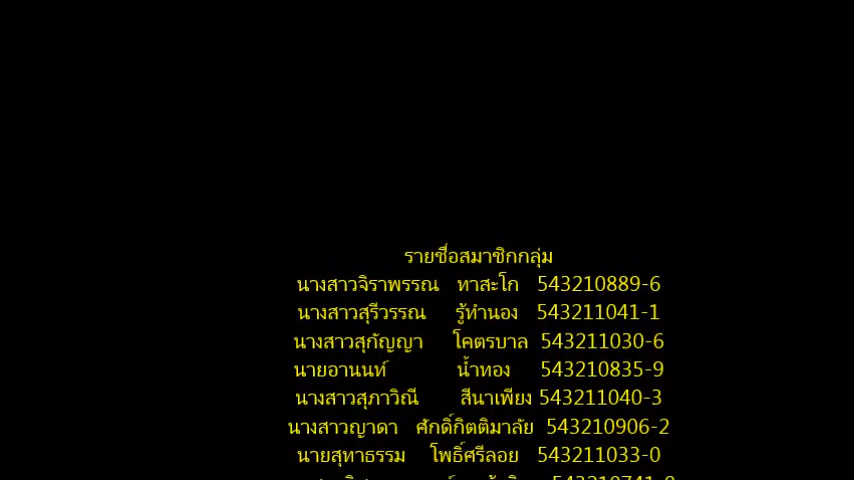 รายชื่อสมาชิกกลุ่ม
นางสาวจิราพรรณ ทาสะโก 543210889-6
นางสาวสุรีวรรณ รู้ทำนอง 543211041-1
นางสาวสุกัญญา โคตรบาล 543211030-6
นายอานนท์ น้ำทอง 543210835-9
นางสาวสุภาวิณี สีนาเพียง 543211040-3
นางสาวญาดา ศักดิ์กิตติมาลัย 543210906-2
นายสุทาธรรม โพธิ์ศรีลอย 543211033-0